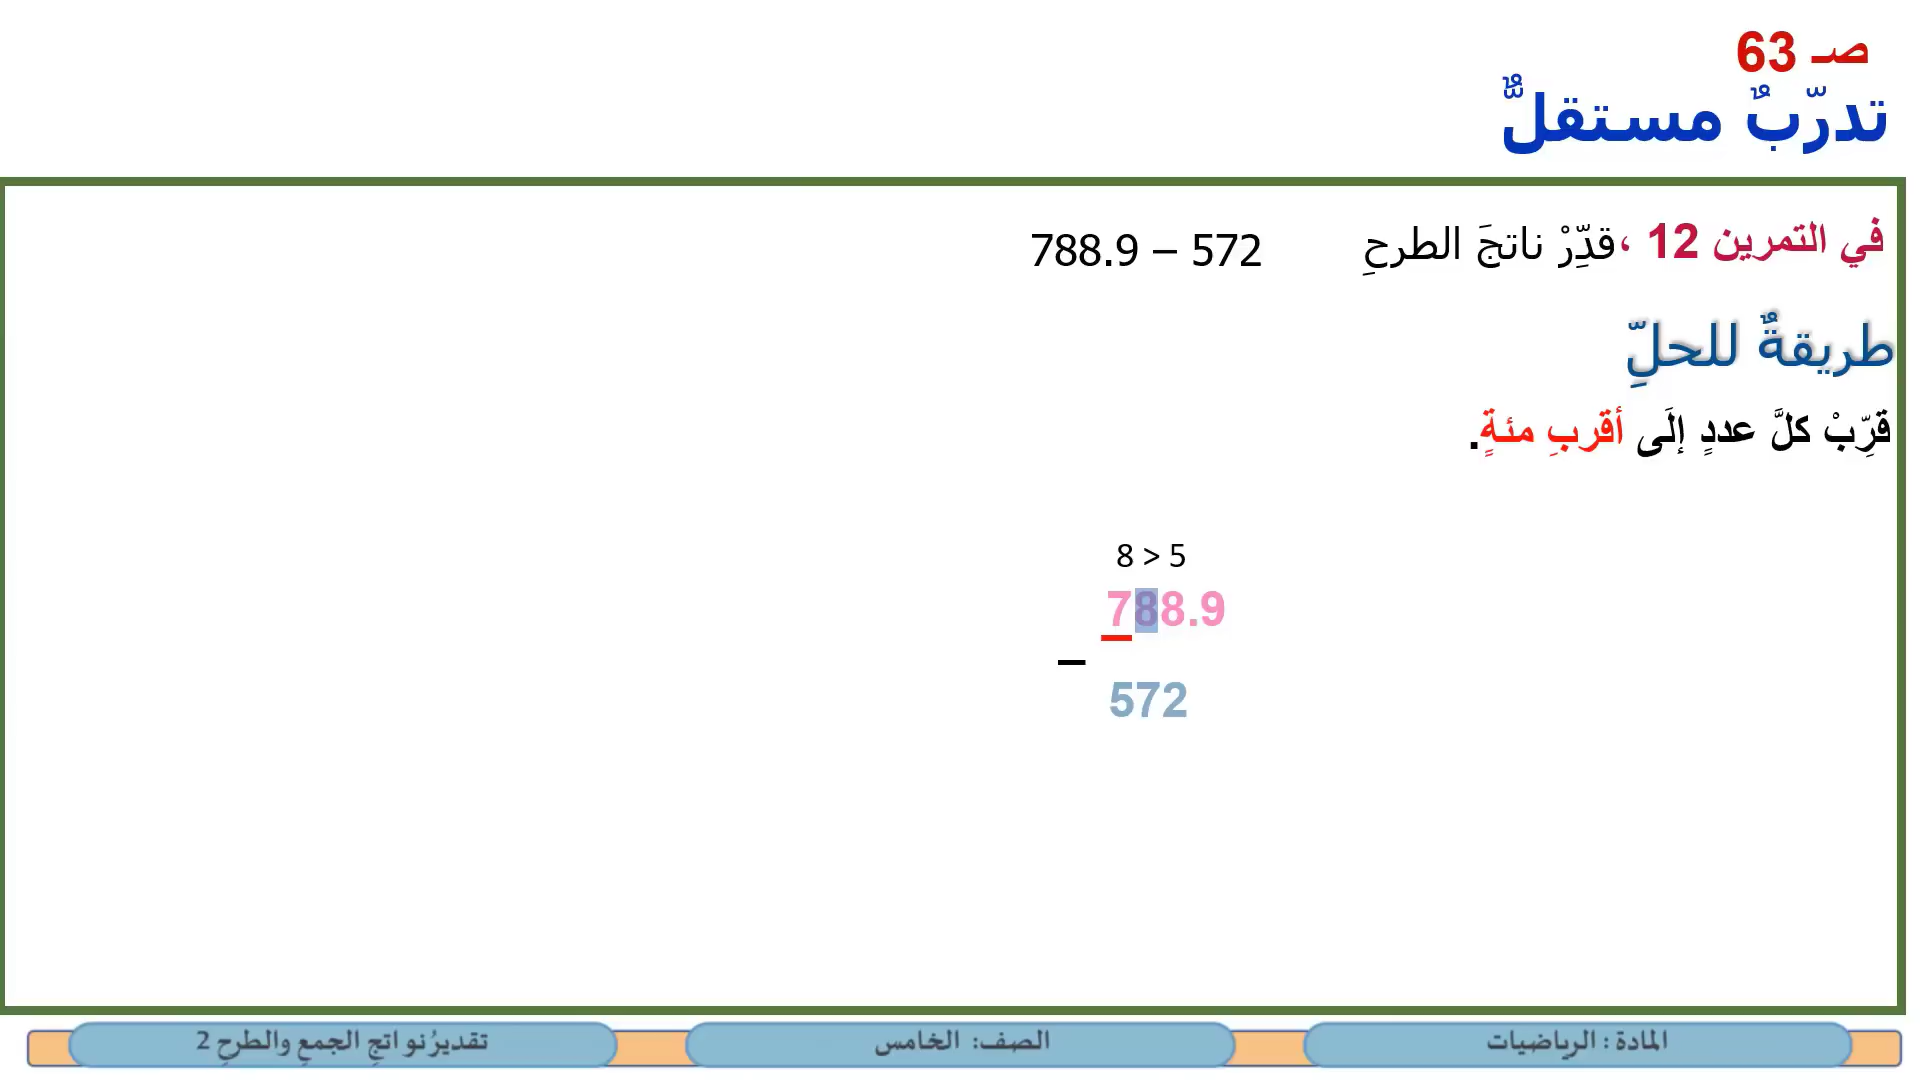 صـ 63
تدرّبٌ مستقلٌّ
في التمرين 12 ، قدِّرْ ناتجَ الطرحِ 788.9 – 572
طريقةٌ للحلِّ
قرِّبْ كلَّ عددٍ إلَى أقربِ مئةٍ.
8 > 5
788.9
–
572
المادة : الرياضيات
الصف: الخامس
تقديرُ نواتجِ الجمعِ والطرحِ 2